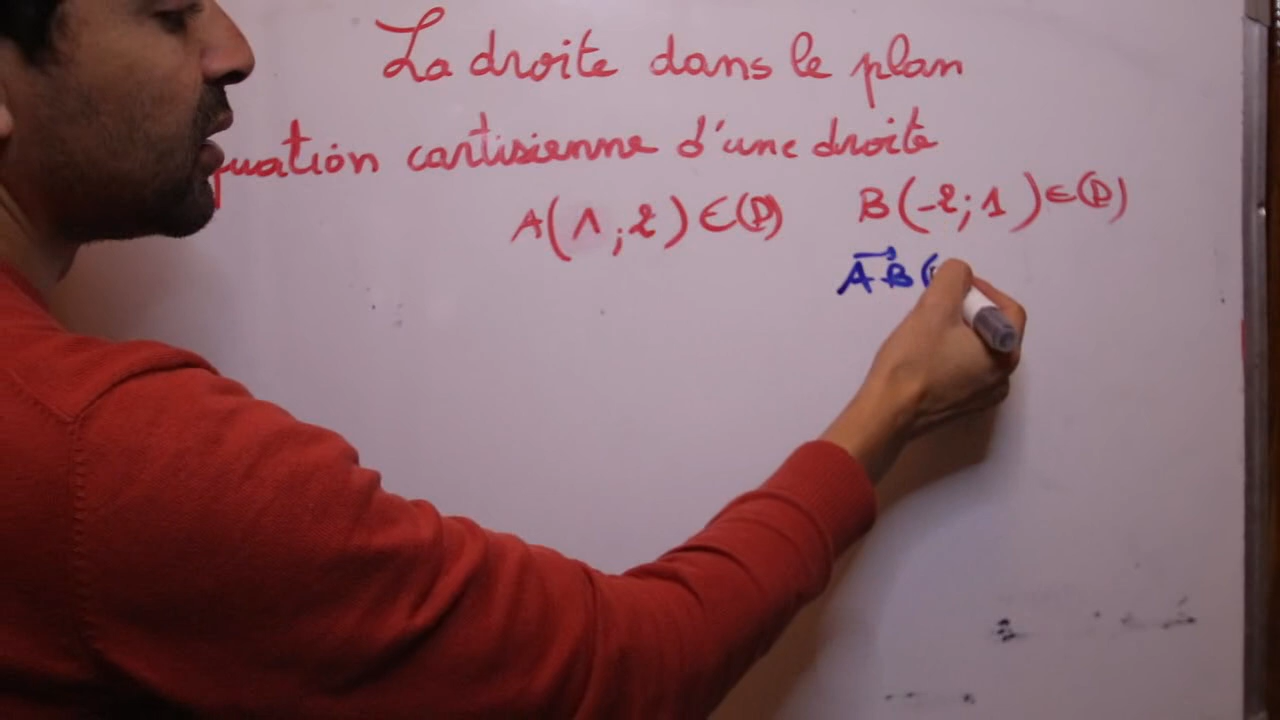 La droite dans le plan
quation cartisienne d'une droite
A(1;2)∈(D) B(-2;1)∈(D)
AB(